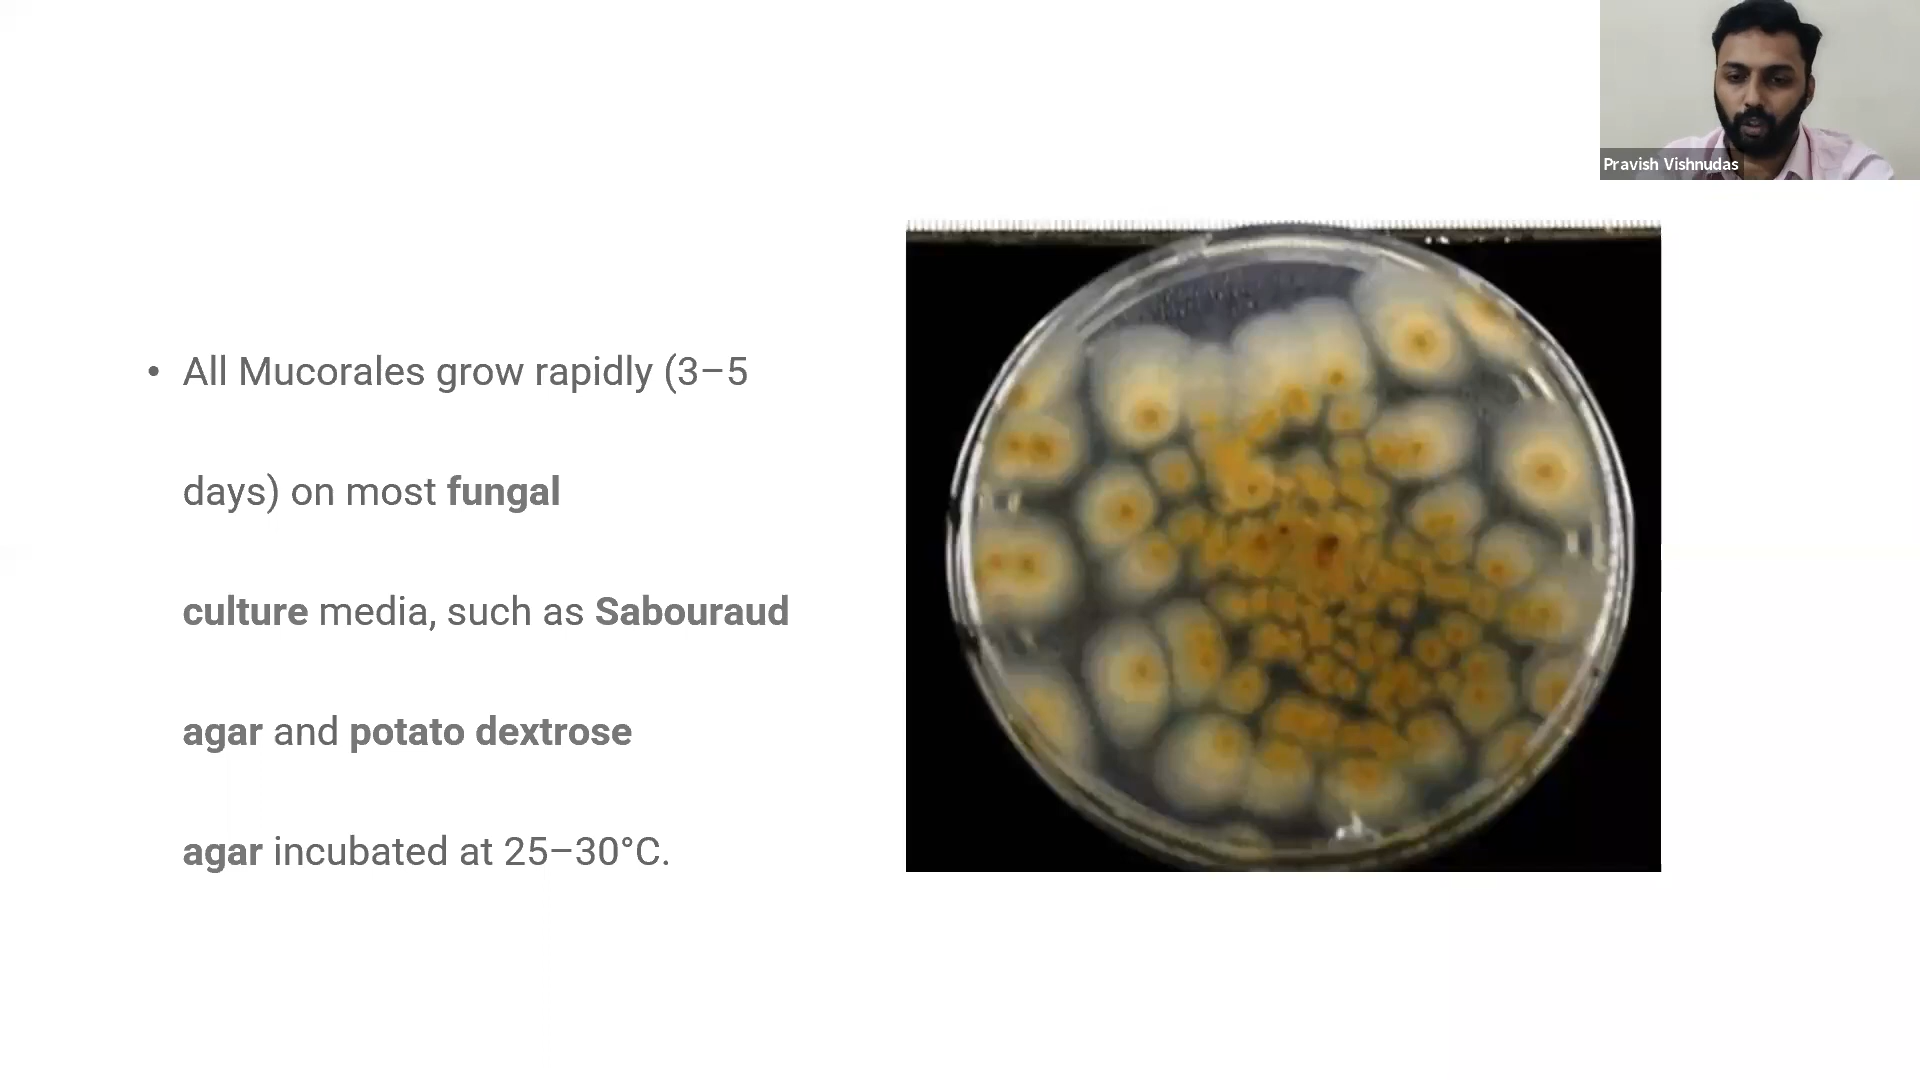 Pravish Vishnudas
• All Mucorales grow rapidly (3–5
days) on most fungal
culture media, such as Sabouraud
agar and potato dextrose
agar incubated at 25–30°C.